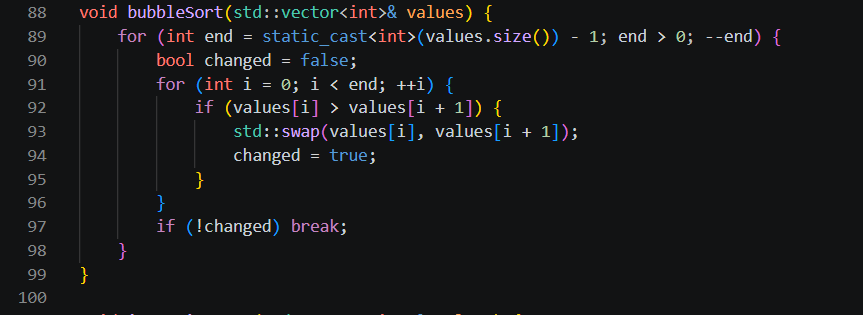 88 void bubbleSort(std::vector<int>& values) {
89     for (int end = static_cast<int>(values.size()) - 1; end > 0; --end) {
90         bool changed = false;
91         for (int i = 0; i < end; ++i) {
92             if (values[i] > values[i + 1]) {
93                 std::swap(values[i], values[i + 1]);
94                 changed = true;
95             }
96         }
97         if (!changed) break;
98     }
99 }
100